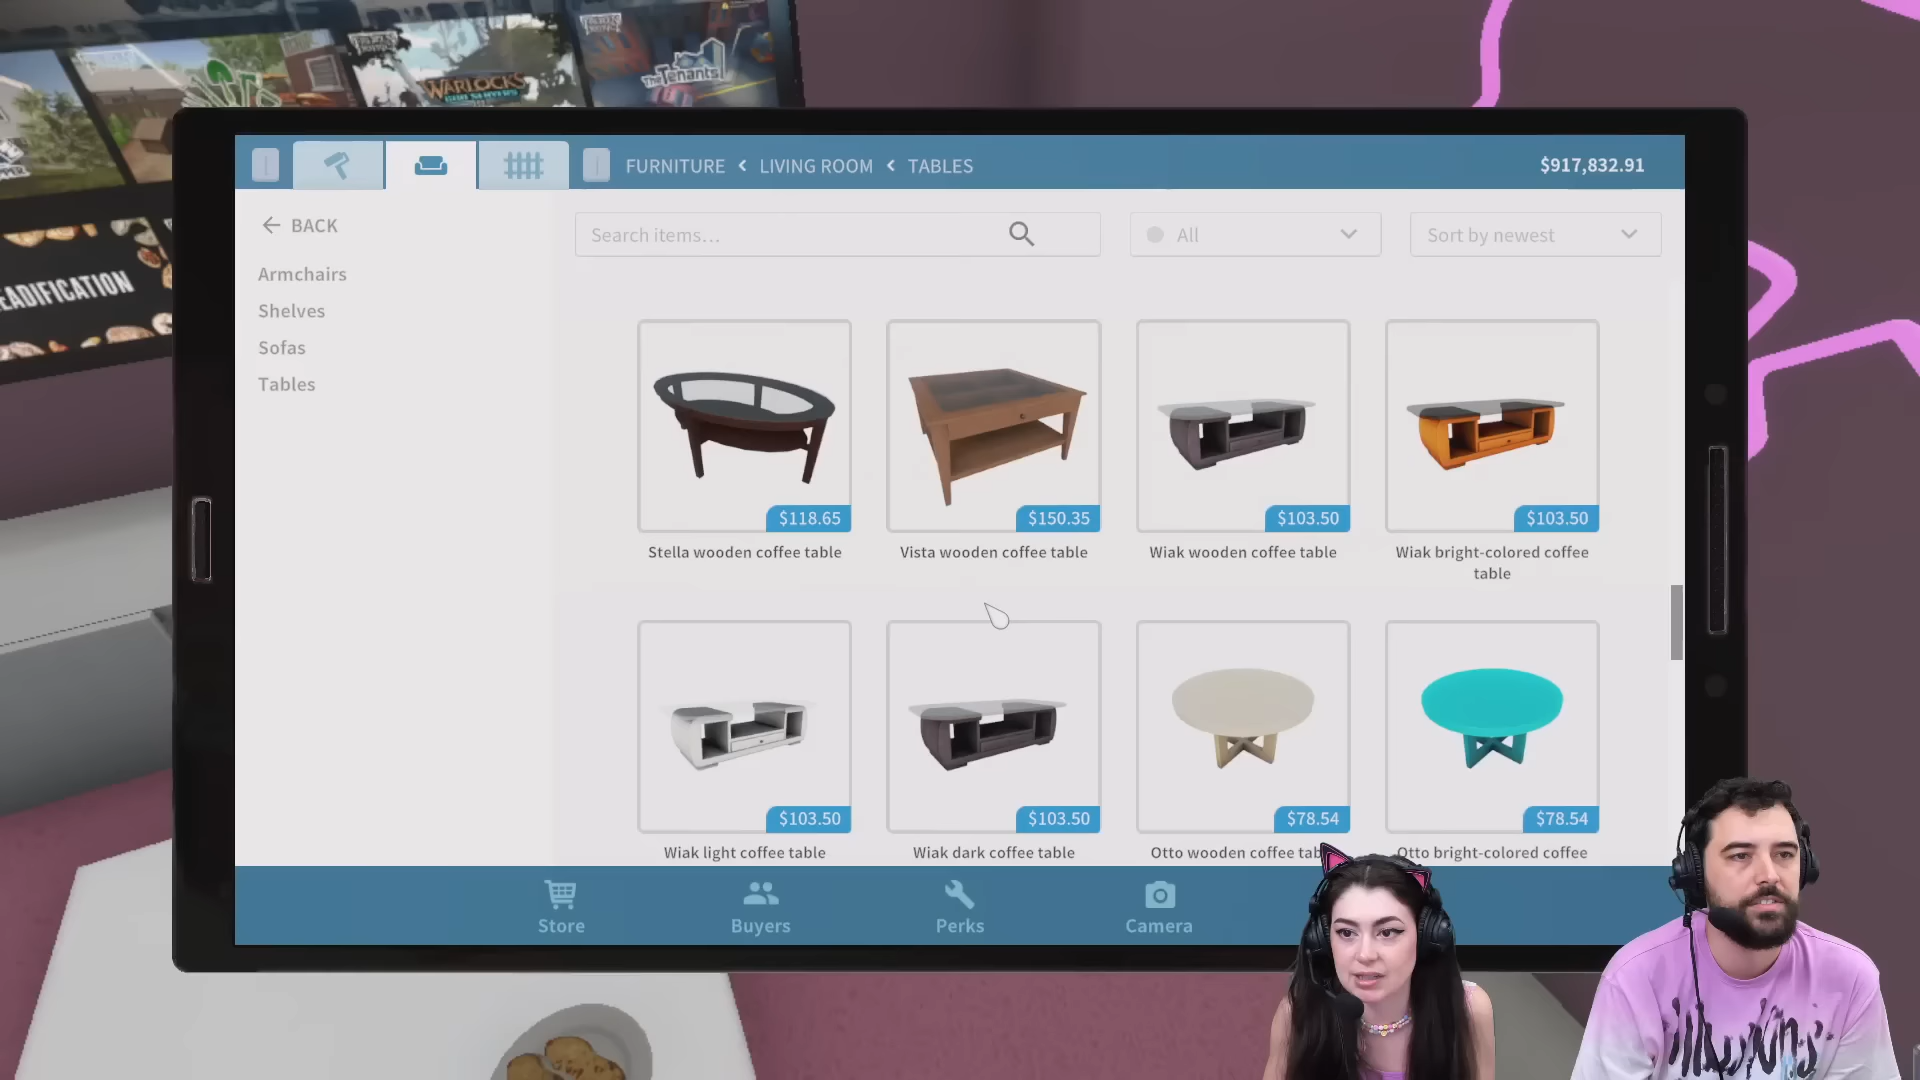 WARLOCKS
The Tenants
EADIFICATION
FURNITURE < LIVING ROOM < TABLES
$917,832.91
BACK
Armchairs
Shelves
Sofas
Tables
Search items...
All
Sort by newest
$118.65
$150.35
$103.50
$103.50
Stella wooden coffee table
Vista wooden coffee table
Wiak wooden coffee table
Wiak bright-colored coffee
table
$103.50
$103.50
$78.54
$78.54
Wiak light coffee table
Wiak dark coffee table
Otto wooden coffee tab
Otto bright-colored coffee
Store
Buyers
Perks
Camera